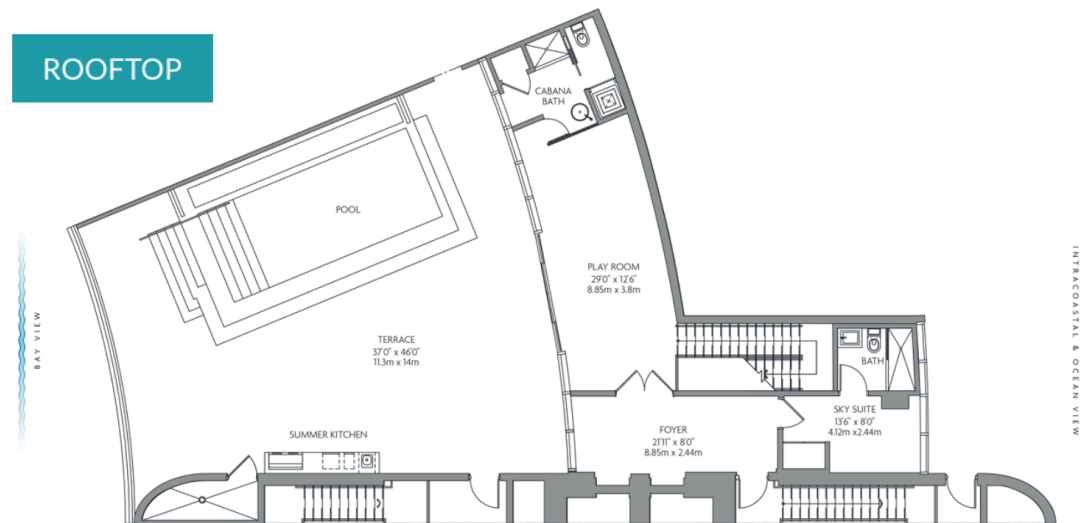 ROOFTOP
CABANA
BATH
POOL
PLAY ROOM
29'0" x 12'6"
8.85m x 3.8m
TERRACE
37'0" x 46'0"
11.3m x 14m
BATH
SKY SUITE
13'6" x 8'0"
4.12m x2.44m
FOYER
21'11" x 8'0"
8.85m x 2.44m
SUMMER KITCHEN
BAY VIEW
INTRACOASTAL & OCEAN VIEW